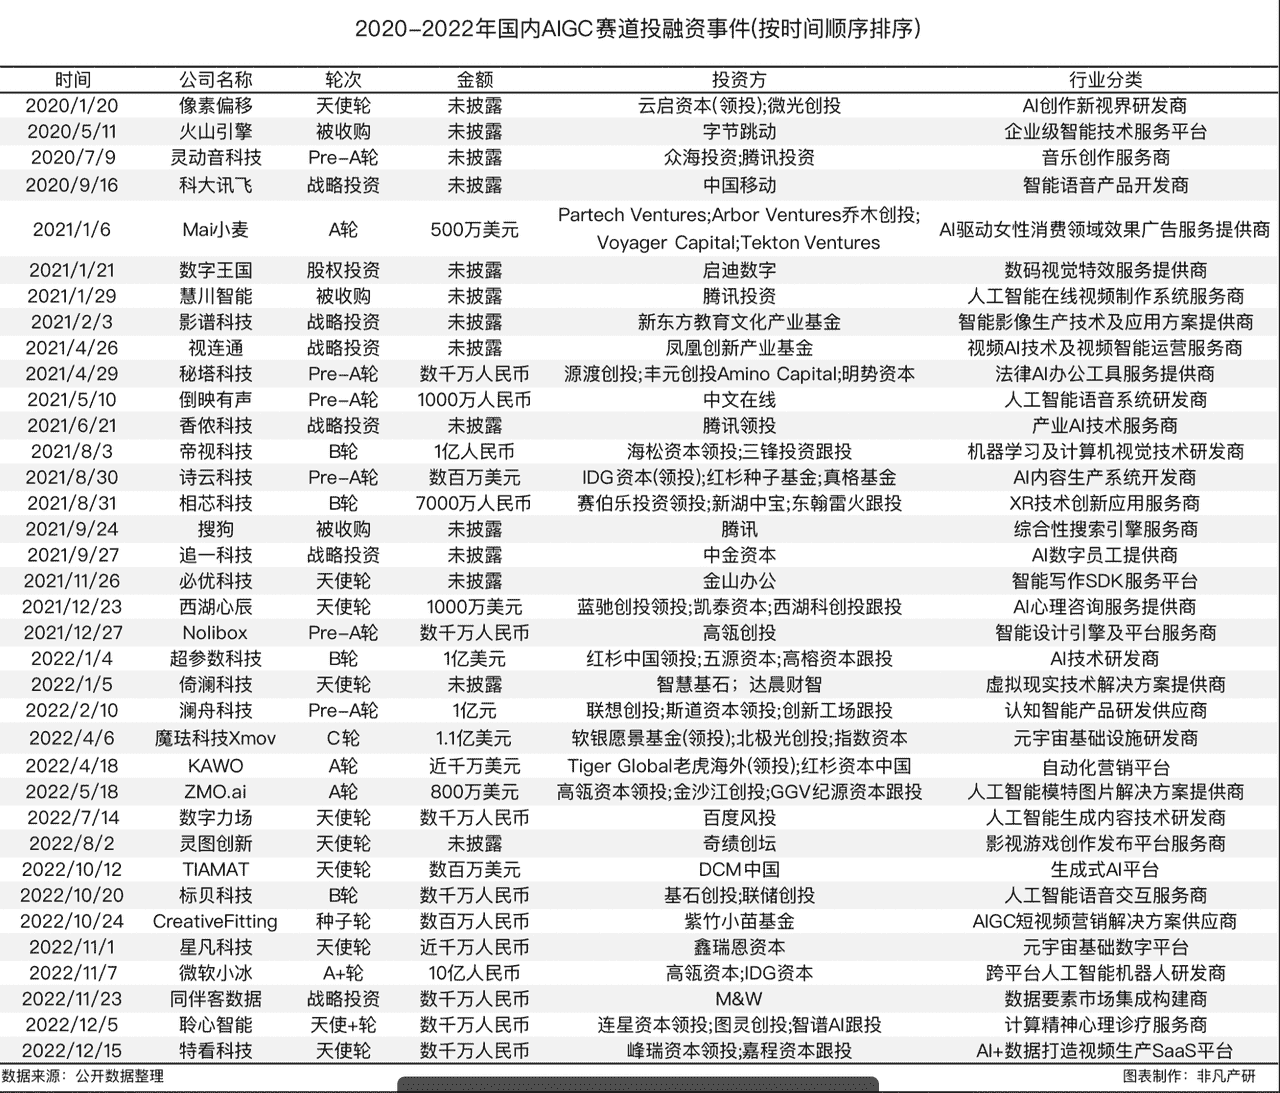 2020-2022年国内AIGC赛道投融资事件(按时间顺序排序)
时间 公司名称 轮次 金额 投资方 行业分类
2020/1/20 像素偏移 天使轮 未披露 云启资本(领投);微光创投 AI创作新视界研发商
2020/5/11 火山引擎 被收购 未披露 字节跳动 企业级智能技术服务平台
2020/7/9 灵动音科技 Pre-A轮 未披露 众海投资;腾讯投资 音乐创作服务商
2020/9/16 科大讯飞 战略投资 未披露 中国移动 智能语音产品开发商
2021/1/6 Mai小麦 A轮 500万美元 Partech Ventures;Arbor Ventures乔木创投; AI驱动女性消费领域效果广告服务提供商
Voyager Capital;Tekton Ventures
2021/1/21 数字王国 股权投资 未披露 启迪数字 数码视觉特效服务提供商
2021/1/29 慧川智能 被收购 未披露 腾讯投资 人工智能在线视频制作系统服务商
2021/2/3 影谱科技 战略投资 未披露 新东方教育文化产业基金 智能影像生产技术及应用方案提供商
2021/4/26 视连通 战略投资 未披露 凤凰创新产业基金 视频AI技术及视频智能运营服务商
2021/4/29 秘塔科技 Pre-A轮 数千万人民币 源渡创投;丰元创投Amino Capital;明势资本 法律AI办公工具服务提供商
2021/5/10 倒映有声 Pre-A轮 1000万人民币 中文在线 人工智能语音系统研发商
2021/6/21 香侬科技 战略投资 未披露 腾讯领投 产业AI技术服务商
2021/8/3 帝视科技 B轮 1亿人民币 海松资本领投;三锋投资跟投 机器学习及计算机视觉技术研发商
2021/8/30 诗云科技 Pre-A轮 数百万美元 IDG资本(领投);红杉种子基金;真格基金 AI内容生产系统开发商
2021/8/31 相芯科技 B轮 7000万人民币 赛伯乐投资领投;新湖中宝;东翰雷火跟投 XR技术创新应用服务商
2021/9/24 搜狗 被收购 未披露 腾讯 综合性搜索引擎服务商
2021/9/27 追一科技 战略投资 未披露 中金资本 AI数字员工提供商
2021/11/26 必优科技 天使轮 未披露 金山办公 智能写作SDK服务平台
2021/12/23 西湖心辰 天使轮 1000万美元 蓝驰创投领投;凯泰资本;西湖科创投跟投 AI心理咨询服务提供商
2021/12/27 Nolibox Pre-A轮 数千万人民币 高瓴创投 智能设计引擎及平台服务商
2022/1/4 超参数科技 B轮 1亿美元 红杉中国领投;五源资本;高榕资本跟投 AI技术研发商
2022/1/5 倚澜科技 天使轮 未披露 智慧基石；达晨财智 虚拟现实技术解决方案提供商
2022/2/10 澜舟科技 Pre-A轮 1亿元 联想创投;斯道资本领投;创新工场跟投 认知智能产品研发供应商
2022/4/6 魔珐科技Xmov C轮 1.1亿美元 软银愿景基金(领投);北极光创投;指数资本 元宇宙基础设施研发商
2022/4/18 KAWO A轮 近千万美元 Tiger Global老虎海外(领投);红杉资本中国 自动化营销平台
2022/5/18 ZMO.ai A轮 800万美元 高瓴资本领投;金沙江创投;GGV纪源资本跟投 人工智能模特图片解决方案提供商
2022/7/14 数字力场 天使轮 数千万人民币 百度风投 人工智能生成内容技术研发商
2022/8/2 灵图创新 天使轮 未披露 奇绩创坛 影视游戏创作发布平台服务商
2022/10/12 TIAMAT 天使轮 数百万美元 DCM中国 生成式AI平台
2022/10/20 标贝科技 B轮 数千万人民币 基石创投;联储创投 人工智能语音交互服务商
2022/10/24 CreativeFitting 种子轮 数百万人民币 紫竹小苗基金 AIGC短视频营销解决方案供应商
2022/11/1 星凡科技 天使轮 近千万人民币 鑫瑞恩资本 元宇宙基础数字平台
2022/11/7 微软小冰 A+轮 10亿人民币 高瓴资本;IDG资本 跨平台人工智能机器人研发商
2022/11/23 同伴客数据 战略投资 数千万人民币 M&W 数据要素市场集成构建商
2022/12/5 聆心智能 天使+轮 数千万人民币 连星资本领投;图灵创投;智谱AI跟投 计算精神心理诊疗服务商
2022/12/15 特看科技 天使轮 数千万人民币 峰瑞资本领投;嘉程资本跟投 AI+数据打造视频生产SaaS平台
数据来源：公开数据整理 图表制作：非凡产研